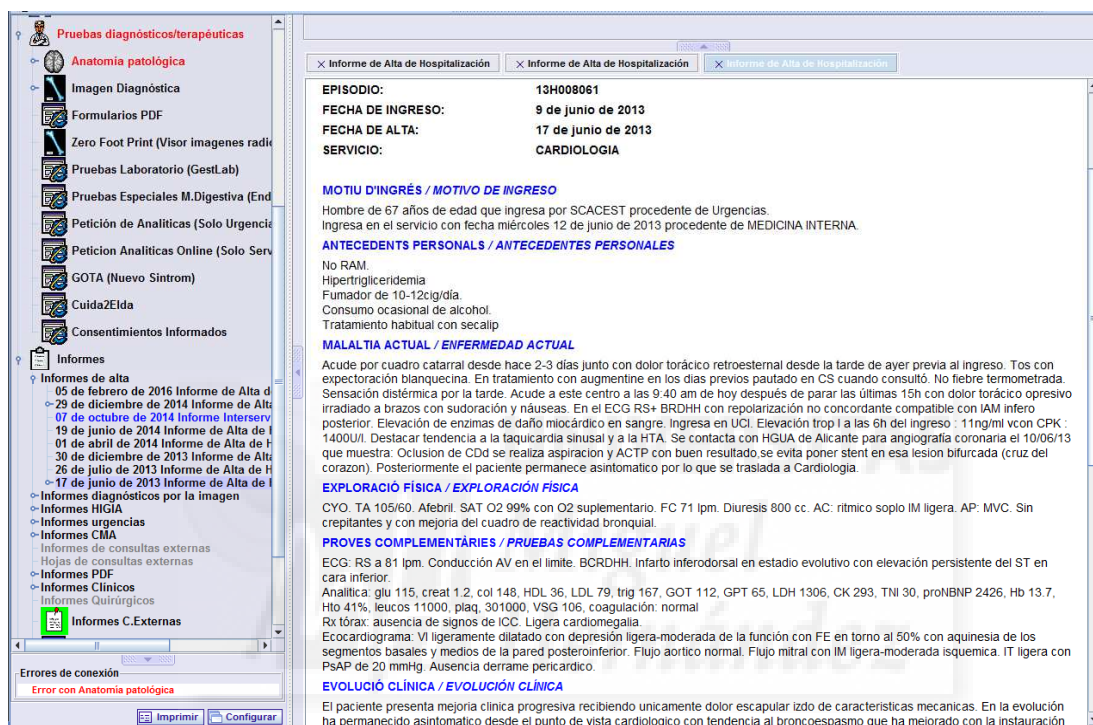 Pruebas diagnósticos/terapéuticas
Anatomia patológica
Imagen Diagnóstica
Formularios PDF
Zero Foot Print (Visor imagenes radio
Pruebas Laboratorio (GestLab)
Pruebas Especiales M.Digestiva (End
Petición de Analiticas (Solo Urgencia
Peticion Analiticas Online (Solo Serv
GOTA (Nuevo Sintrom)
Cuida2Elda
Consentimientos Informados
Informes
Informes de alta
05 de febrero de 2016 Informe de Alta d
29 de diciembre de 2014 Informe de Alta
07 de octubre de 2014 Informe Interserv
19 de junio de 2014 Informe de Alta de H
01 de abril de 2014 Informe de Alta de H
30 de diciembre de 2013 Informe de Alta
26 de julio de 2013 Informe de Alta de H
17 de junio de 2013 Informe de Alta de H
Informes diagnósticos por la imagen
Informes HIGIA
Informes urgencias
Informes CMA
Informes de consultas externas
Hojas de consultas externas
Informes PDF
Informes Clínicos
Informes Quirúrgicos
Informes C.Externas
Errores de conexión
Error con Anatomia patológica
Imprimir Configurar
Informe de Alta de Hospitalización Informe de Alta de Hospitalización Informe de Alta de Hospitalización
EPISODIO: 13H008061
FECHA DE INGRESO: 9 de junio de 2013
FECHA DE ALTA: 17 de junio de 2013
SERVICIO: CARDIOLOGIA
MOTIU D'INGRÉS / MOTIVO DE INGRESO
Hombre de 67 años de edad que ingresa por SCACEST procedente de Urgencias.
Ingresa en el servicio con fecha miércoles 12 de junio de 2013 procedente de MEDICINA INTERNA.
ANTECEDENTS PERSONALS / ANTECEDENTES PERSONALES
No RAM.
Hipertrigliceridemia
Fumador de 10-12cig/día.
Consumo ocasional de alcohol.
Tratamiento habitual con secalip
MALALTIA ACTUAL / ENFERMEDAD ACTUAL
Acude por cuadro catarral desde hace 2-3 días junto con dolor torácico retroesternal desde la tarde de ayer previa al ingreso. Tos con
expectoración blanquecina. En tratamiento con augmentine en los dias previos pautado en CS cuando consultó. No fiebre termometrada.
Sensación distérmica por la tarde. Acude a este centro a las 9:40 am de hoy después de parar las últimas 15h con dolor torácico opresivo
irradiado a brazos con sudoración y náuseas. En el ECG RS+ BRDHH con repolarización no concordante compatible con IAM infero
posterior. Elevación de enzimas de daño miocárdico en sangre. Ingresa en UCI. Elevación trop I a las 6h del ingreso : 11ng/ml vcon CPK :
1400U/l. Destacar tendencia a la taquicardia sinusal y a la HTA. Se contacta con HGUA de Alicante para angiografía coronaria el 10/06/13
que muestra: Oclusion de CDd se realiza aspiracion y ACTP con buen resultado,se evita poner stent en esa lesion bifurcada (cruz del
corazon). Posteriormente el paciente permanece asintomatico por lo que se traslada a Cardiologia.
EXPLORACIÓ FÍSICA / EXPLORACIÓN FÍSICA
CYO. TA 105/60. Afebril. SAT O2 99% con O2 suplementario. FC 71 lpm. Diuresis 800 cc. AC: ritmico soplo IM ligera. AP: MVC. Sin
crepitantes y con mejoria del cuadro de reactividad bronquial.
PROVES COMPLEMENTÀRIES / PRUEBAS COMPLEMENTARIAS
ECG: RS a 81 lpm. Conducción AV en el limite. BCRDHH. Infarto inferodorsal en estadio evolutivo con elevación persistente del ST en
cara inferior.
Analitica: glu 115, creat 1.2, col 148, HDL 36, LDL 79, trig 167, GOT 112, GPT 65, LDH 1306, CK 293, TNI 30, proNBNP 2426, Hb 13.7,
Hto 41%, leucos 11000, plaq, 301000, VSG 106, coagulación: normal
Rx tórax: ausencia de signos de ICC. Ligera cardiomegalia.
Ecocardiograma: VI ligeramente dilatado con depresión ligera-moderada de la función con FE en torno al 50% con aquinesia de los
segmentos basales y medios de la pared posteroinferior. Flujo aortico normal. Flujo mitral con IM ligera-moderada isquemica. IT ligera con
PsAP de 20 mmHg. Ausencia derrame pericardico.
EVOLUCIÓ CLÍNICA / EVOLUCIÓN CLÍNICA
El paciente presenta mejoria clinica progresiva recibiendo unicamente dolor escapular izdo de caracteristicas mecanicas. En la evolucion
ha permanecido asintomatico desde el punto de vista cardiologico con tendencia al broncoespasmo que ha mejorado con la instauración